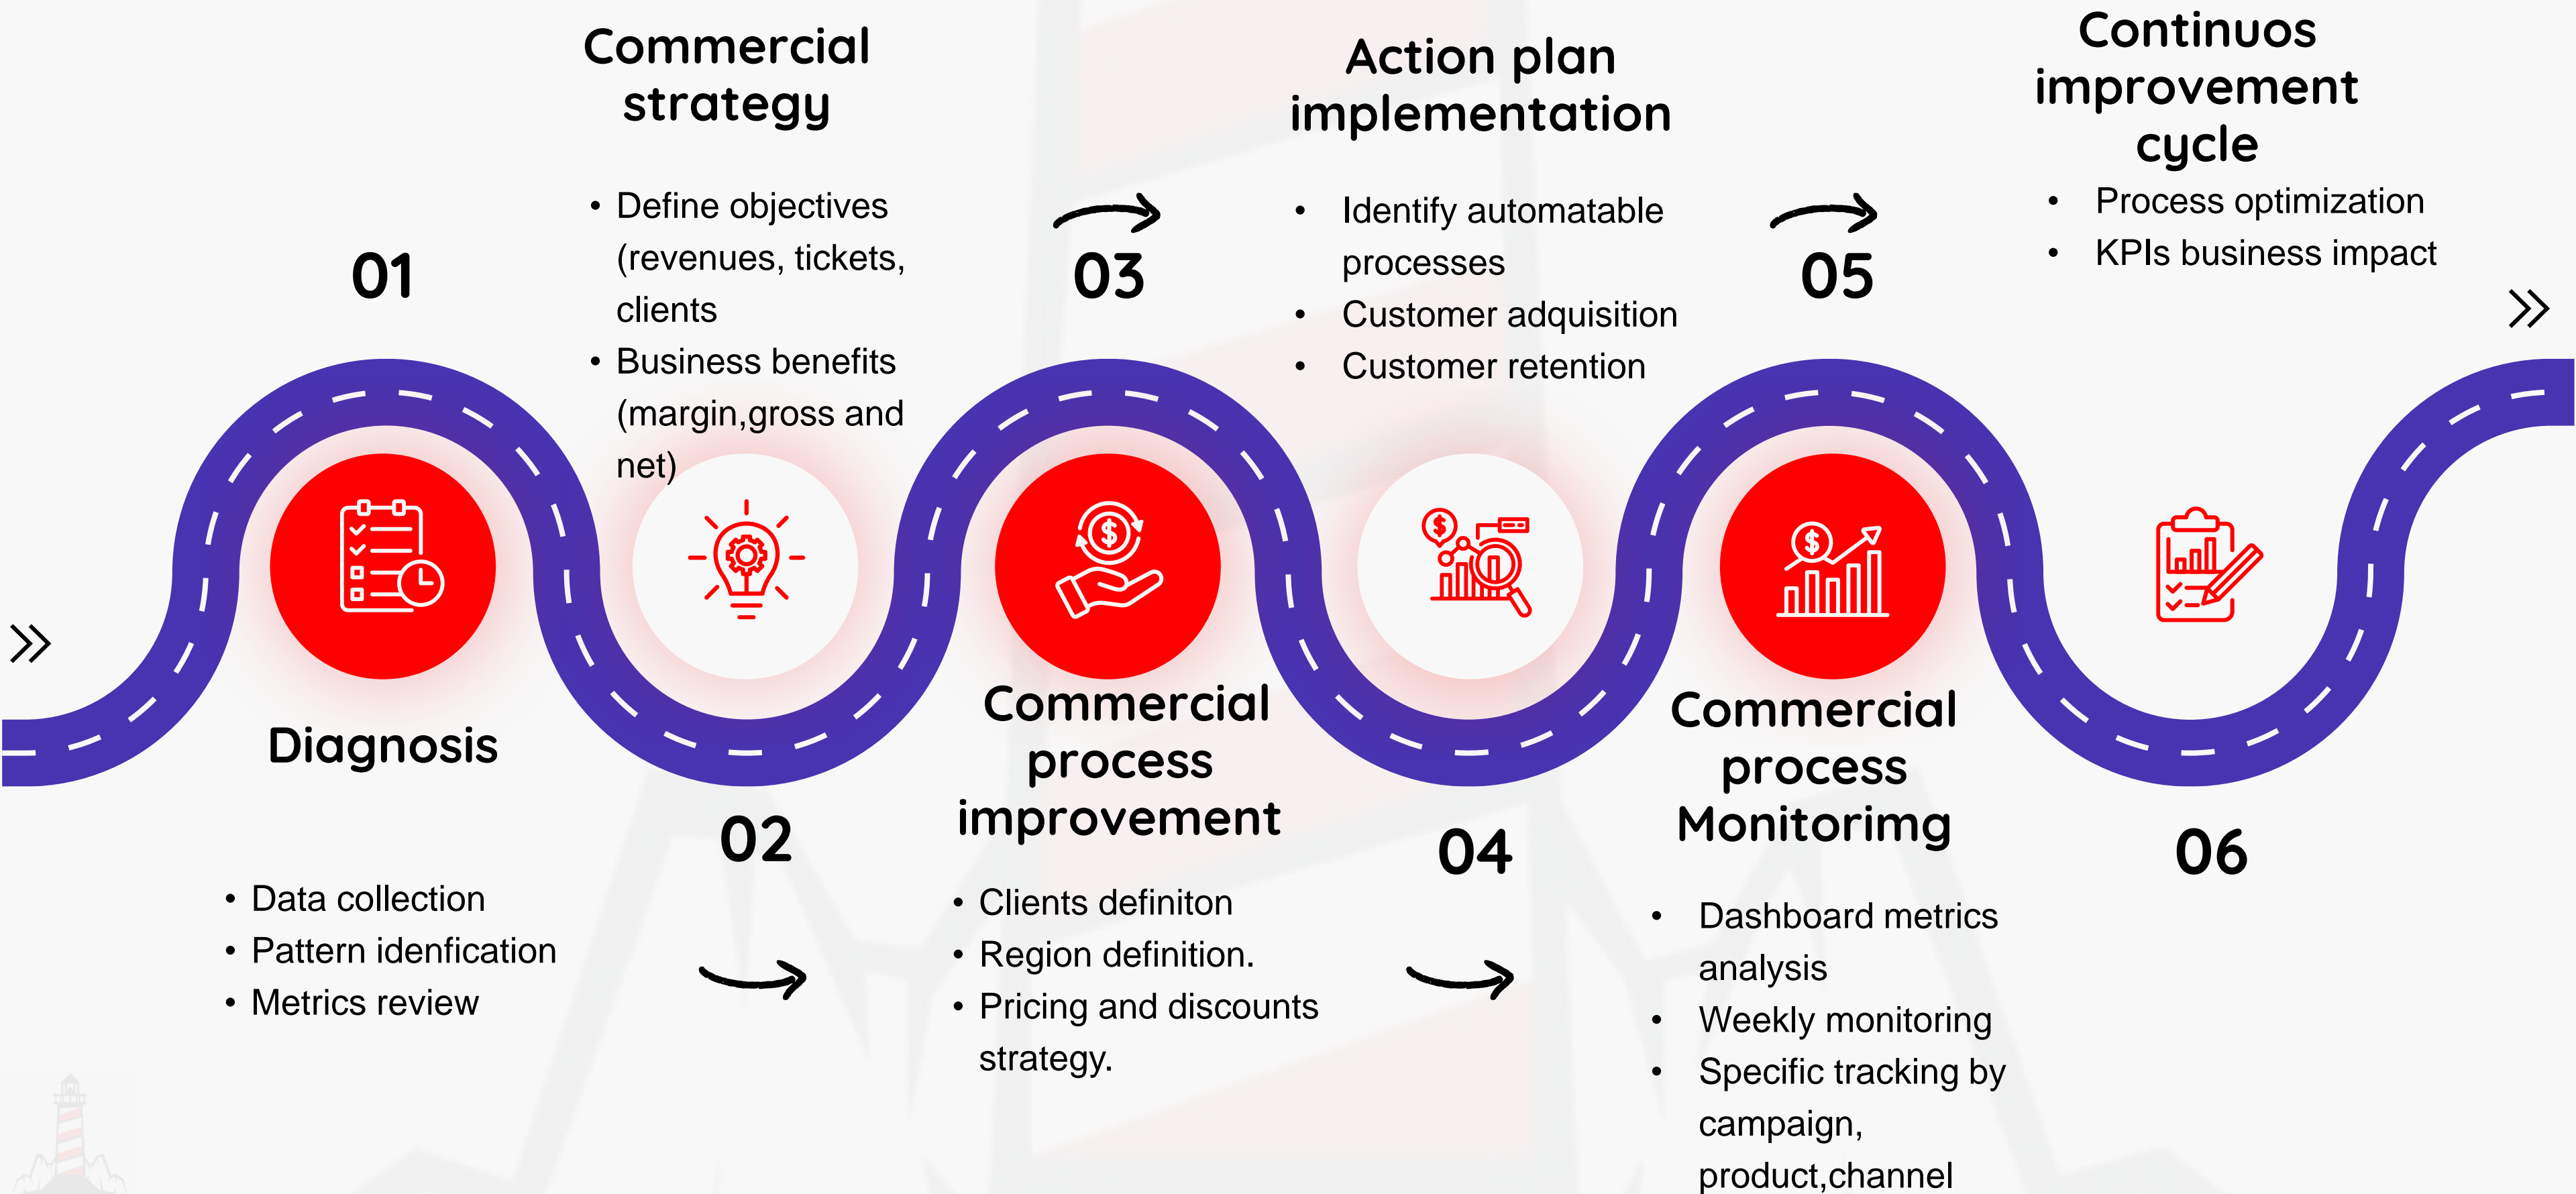 01
Diagnosis
• Data collection
• Pattern idenfication
• Metrics review
Commercial
strategy
• Define objectives
(revenues, tickets,
clients
• Business benefits
(margin,gross and
net)
02
03
Commercial
process
improvement
• Clients definiton
• Region definition.
• Pricing and discounts
strategy.
Action plan
implementation
• Identify automatable
processes
• Customer adquisition
• Customer retention
04
05
Commercial
process
Monitorimg
• Dashboard metrics
analysis
• Weekly monitoring
• Specific tracking by
campaign,
product,channel
Continuos
improvement
cycle
• Process optimization
• KPIs business impact
06